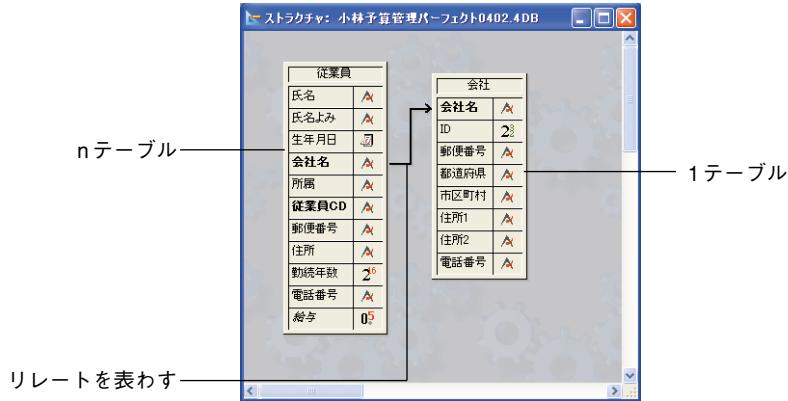 ストラクチャ: 小林予算管理パーフェクト0402.4DB
従業員
氏名
氏名よみ
生年月日
会社名
所属
従業員CD
郵便番号
住所
勤続年数
電話番号
給与
会社
会社名
ID
郵便番号
都道府県
市区町村
住所1
住所2
電話番号
nテーブル
1テーブル
リレートを表わす